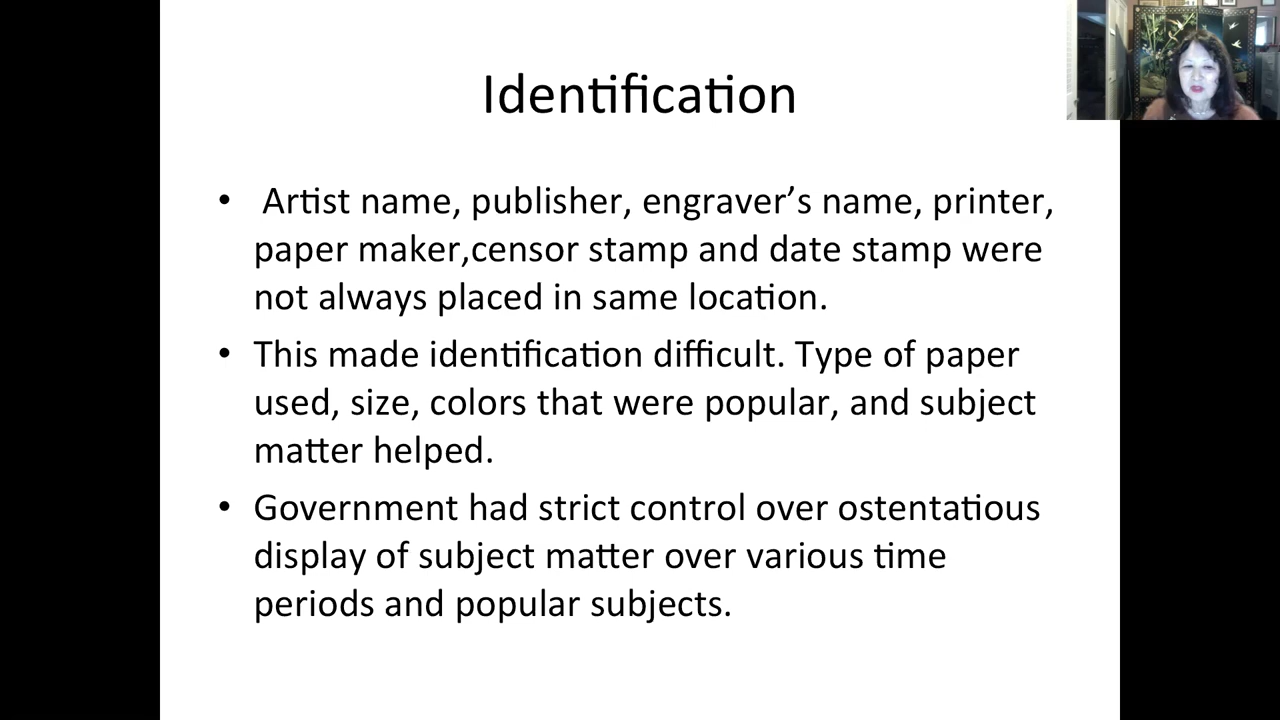 Identification
• Artist name, publisher, engraver’s name, printer,
paper maker,censor stamp and date stamp were
not always placed in same location.
• This made identification difficult. Type of paper
used, size, colors that were popular, and subject
matter helped.
• Government had strict control over ostentatious
display of subject matter over various time
periods and popular subjects.